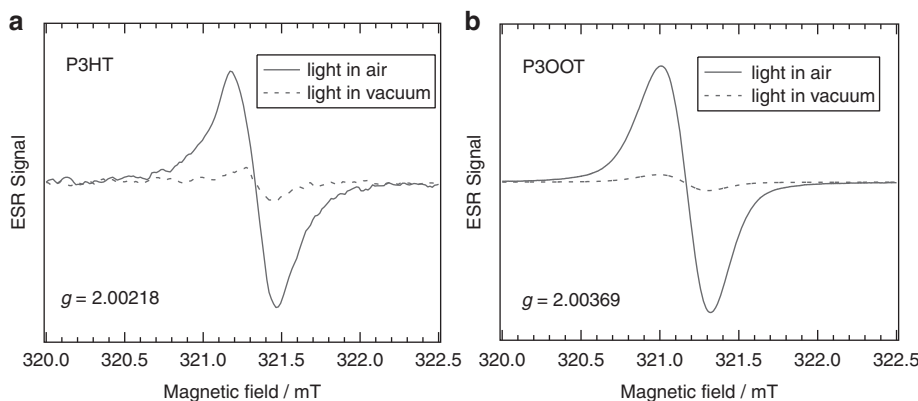 a
P3HT
light in air
light in vacuum
ESR Signal
g = 2.00218
320.0 320.5 321.0 321.5 322.0 322.5
Magnetic field / mT
b
P3OOT
light in air
light in vacuum
ESR Signal
g = 2.00369
320.0 320.5 321.0 321.5 322.0 322.5
Magnetic field / mT